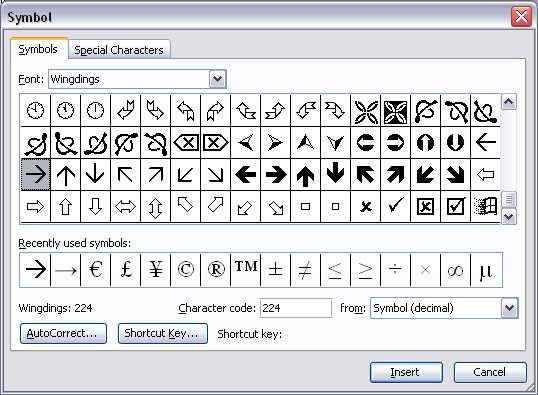 Symbol
Symbols
Special Characters
Font: Wingdings
Recently used symbols:
→ → € £ ¥ © ® ™ ± ≠ ≤ ≥ ÷ × ∞ µ
Wingdings: 224 Character code: 224 from: Symbol (decimal)
AutoCorrect... Shortcut Key... Shortcut key:
Insert Cancel